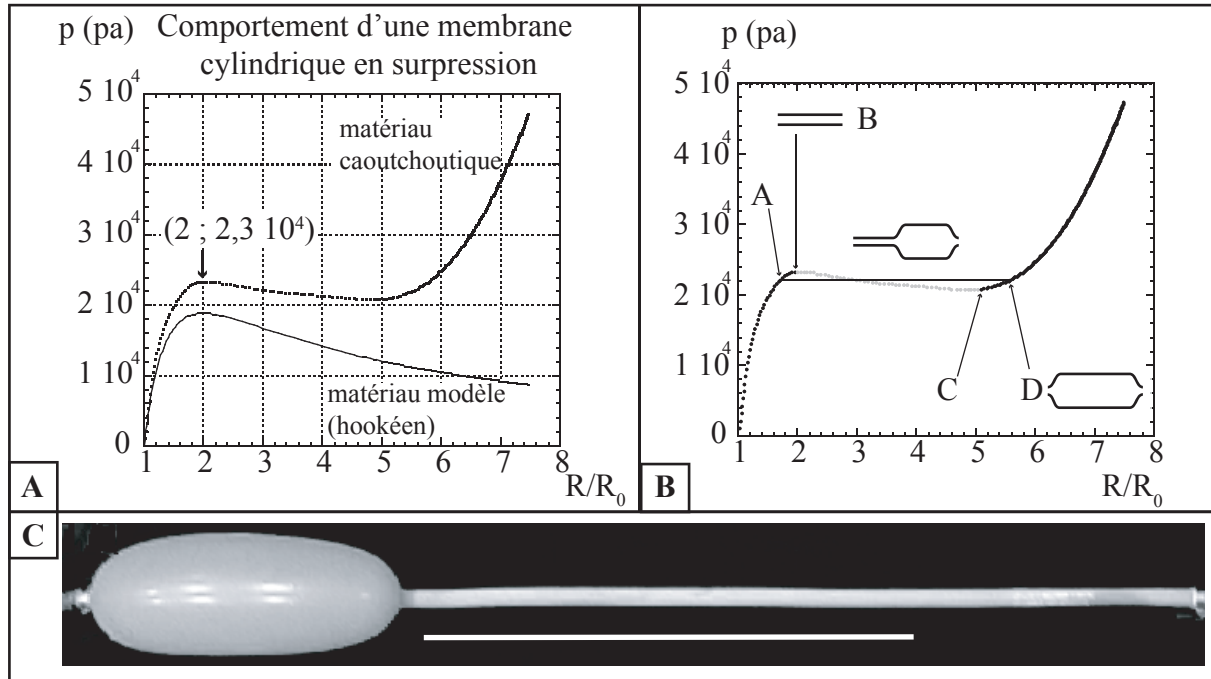 p (pa) Comportement d'une membrane
cylindrique en surpression
5 10⁴
4 10⁴
3 10⁴
2 10⁴
1 10⁴
0
matériau
caoutchoutique
(2 ; 2,3 10⁴)
matériau modèle
(hookéen)
1 2 3 4 5 6 7 8
R/R₀
A
p (pa)
5 10⁴
4 10⁴
3 10⁴
2 10⁴
1 10⁴
0
B
A
C
D
1 2 3 4 5 6 7 8
R/R₀
B
C